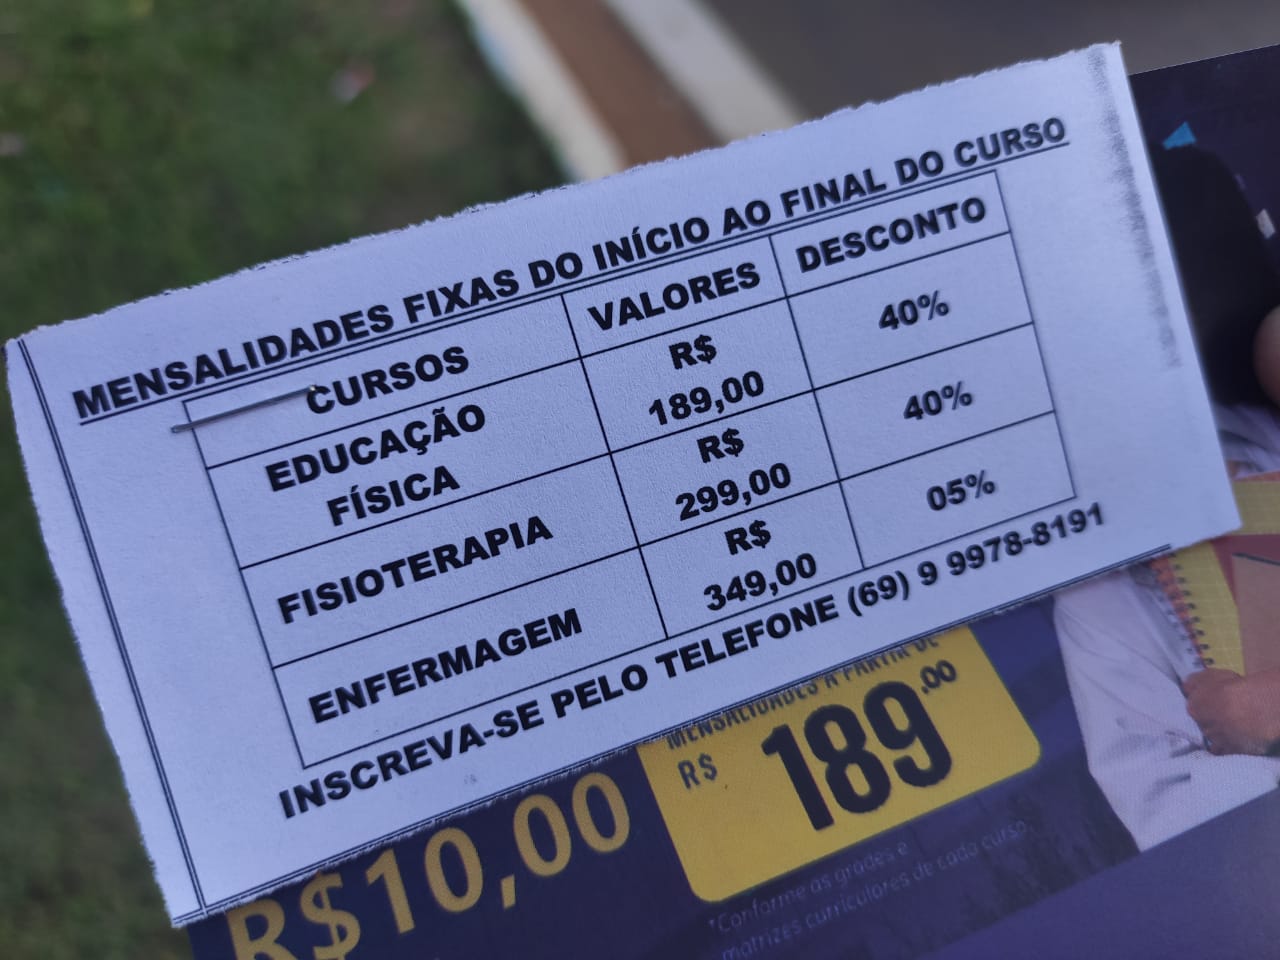 MENSALIDADES FIXAS DO INÍCIO AO FINAL DO CURSO
CURSOS VALORES DESCONTO
EDUCAÇÃO FÍSICA R$ 189,00 40%
FISIOTERAPIA R$ 299,00 40%
ENFERMAGEM R$ 349,00 05%
INSCREVA-SE PELO TELEFONE (69) 9 9978-8191
MENSALIDADES A PARTIR DE
R$ 189,00
R$10,00
*Conforme as grades e
matrizes curriculares de cada curso.